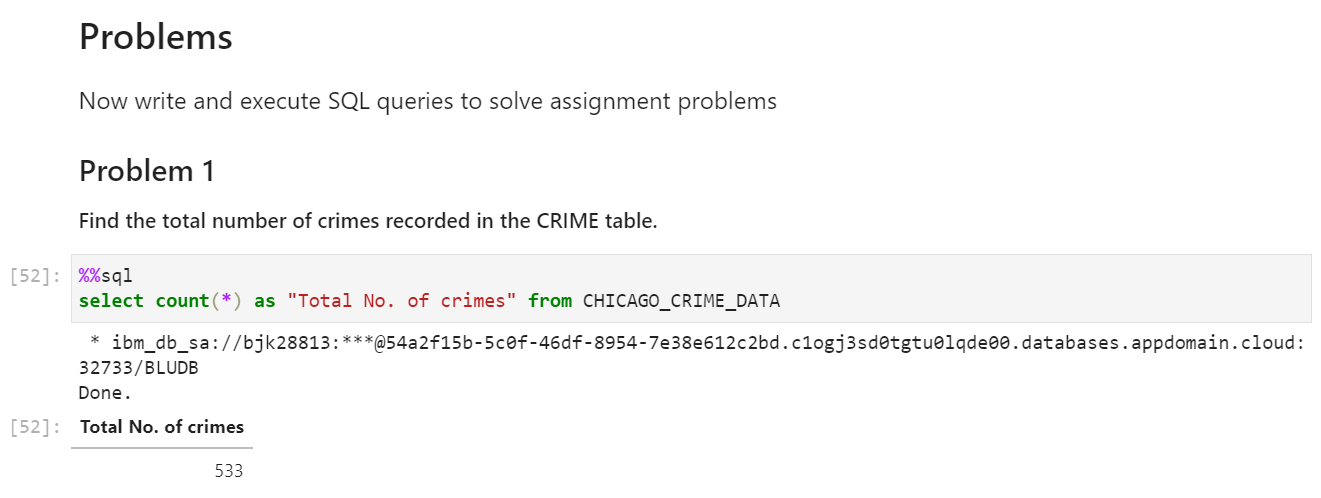 Problems
Now write and execute SQL queries to solve assignment problems
Problem 1
Find the total number of crimes recorded in the CRIME table.
[52]: %%sql
select count(*) as "Total No. of crimes" from CHICAGO_CRIME_DATA
* ibm_db_sa://bjk28813:***@54a2f15b-5c0f-46df-8954-7e38e612c2bd.c1ogj3sd0tgtu0lqde00.databases.appdomain.cloud:
32733/BLUDB
Done.
[52]: Total No. of crimes
533